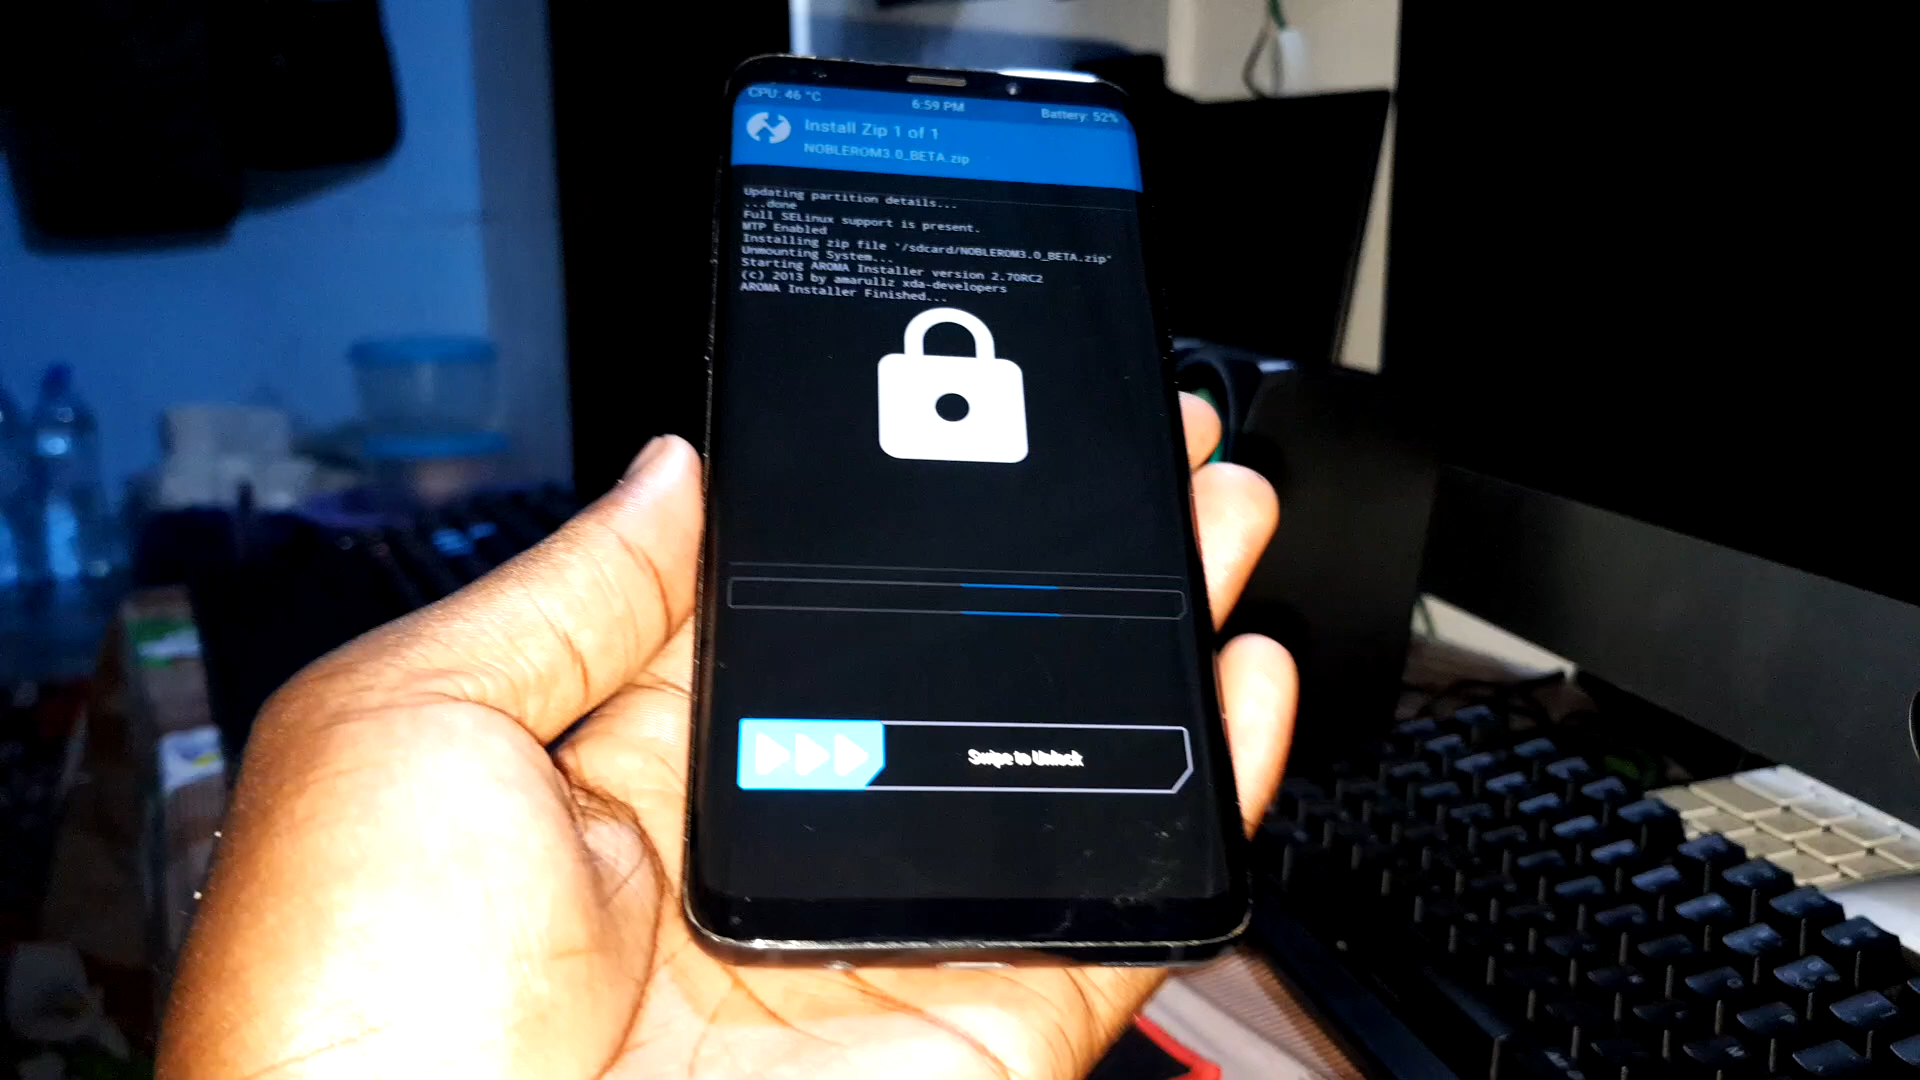 CPU: 46 °C
6:59 PM
Battery: 52%
Install Zip 1 of 1
NOBLEROM3.0_BETA.zip
Updating partition details...
...done
Full SELinux support is present.
MTP Enabled
Installing zip file '/sdcard/NOBLEROM3.0_BETA.zip'
Unmounting System...
Starting AROMA Installer version 2.70RC2
(c) 2013 by amarullz xda-developers
AROMA Installer Finished...
Swipe to Unlock